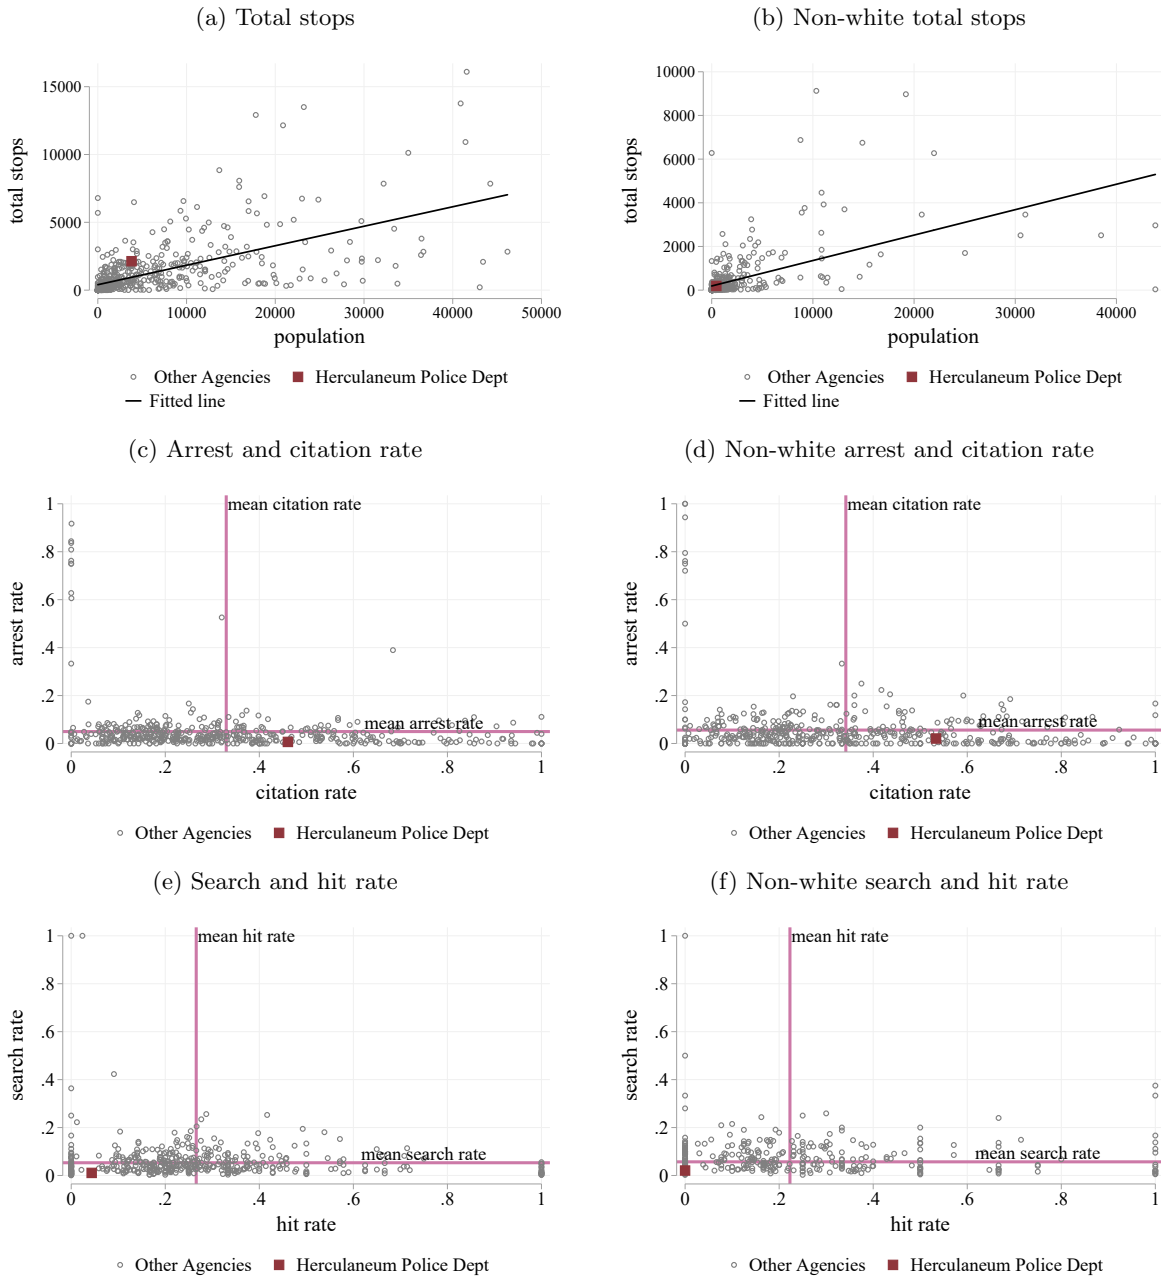 (a) Total stops
(b) Non-white total stops
15000
10000
5000
0
total stops
0
10000
20000
30000
40000
50000
population
Other Agencies
Herculaneum Police Dept
Fitted line
10000
8000
6000
4000
2000
0
total stops
0
10000
20000
30000
40000
population
Other Agencies
Herculaneum Police Dept
Fitted line
(c) Arrest and citation rate
(d) Non-white arrest and citation rate
1
.8
.6
.4
.2
0
arrest rate
mean citation rate
mean arrest rate
0
.2
.4
.6
.8
1
citation rate
Other Agencies
Herculaneum Police Dept
1
.8
.6
.4
.2
0
arrest rate
mean citation rate
mean arrest rate
0
.2
.4
.6
.8
1
citation rate
Other Agencies
Herculaneum Police Dept
(e) Search and hit rate
(f) Non-white search and hit rate
1
.8
.6
.4
.2
0
search rate
mean hit rate
mean search rate
0
.2
.4
.6
.8
1
hit rate
Other Agencies
Herculaneum Police Dept
1
.8
.6
.4
.2
0
search rate
mean hit rate
mean search rate
0
.2
.4
.6
.8
1
hit rate
Other Agencies
Herculaneum Police Dept